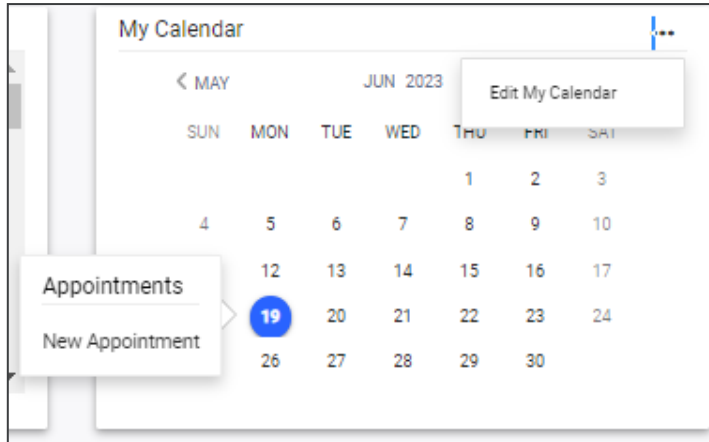 My Calendar
MAY JUN 2023
Edit My Calendar
SUN MON TUE WED THU FRI SAT
1 2 3
4 5 6 7 8 9 10
12 13 14 15 16 17
Appointments
19 20 21 22 23 24
New Appointment
26 27 28 29 30